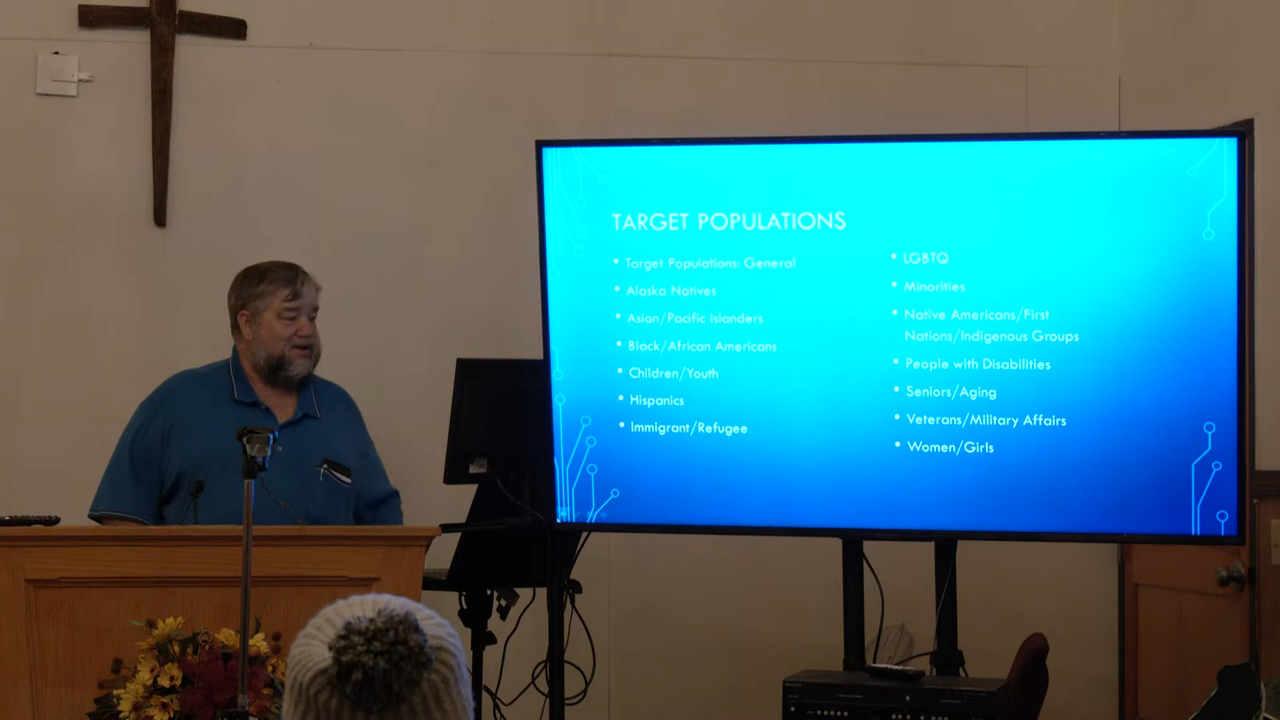 TARGET POPULATIONS
• Target Populations: General
• Alaska Natives
• Asian/Pacific Islanders
• Black/African Americans
• Children/Youth
• Hispanics
• Immigrant/Refugee
• LGBTQ
• Minorities
• Native Americans/First
Nations/Indigenous Groups
• People with Disabilities
• Seniors/Aging
• Veterans/Military Affairs
• Women/Girls